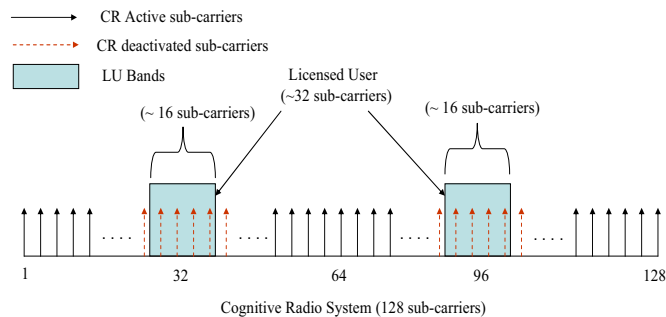 CR Active sub-carriers
CR deactivated sub-carriers
LU Bands
Licensed User
(~32 sub-carriers)
(~ 16 sub-carriers)
(~ 16 sub-carriers)
. . . .
. . . .
. . . .
. . . .
1
32
64
96
128
Cognitive Radio System (128 sub-carriers)